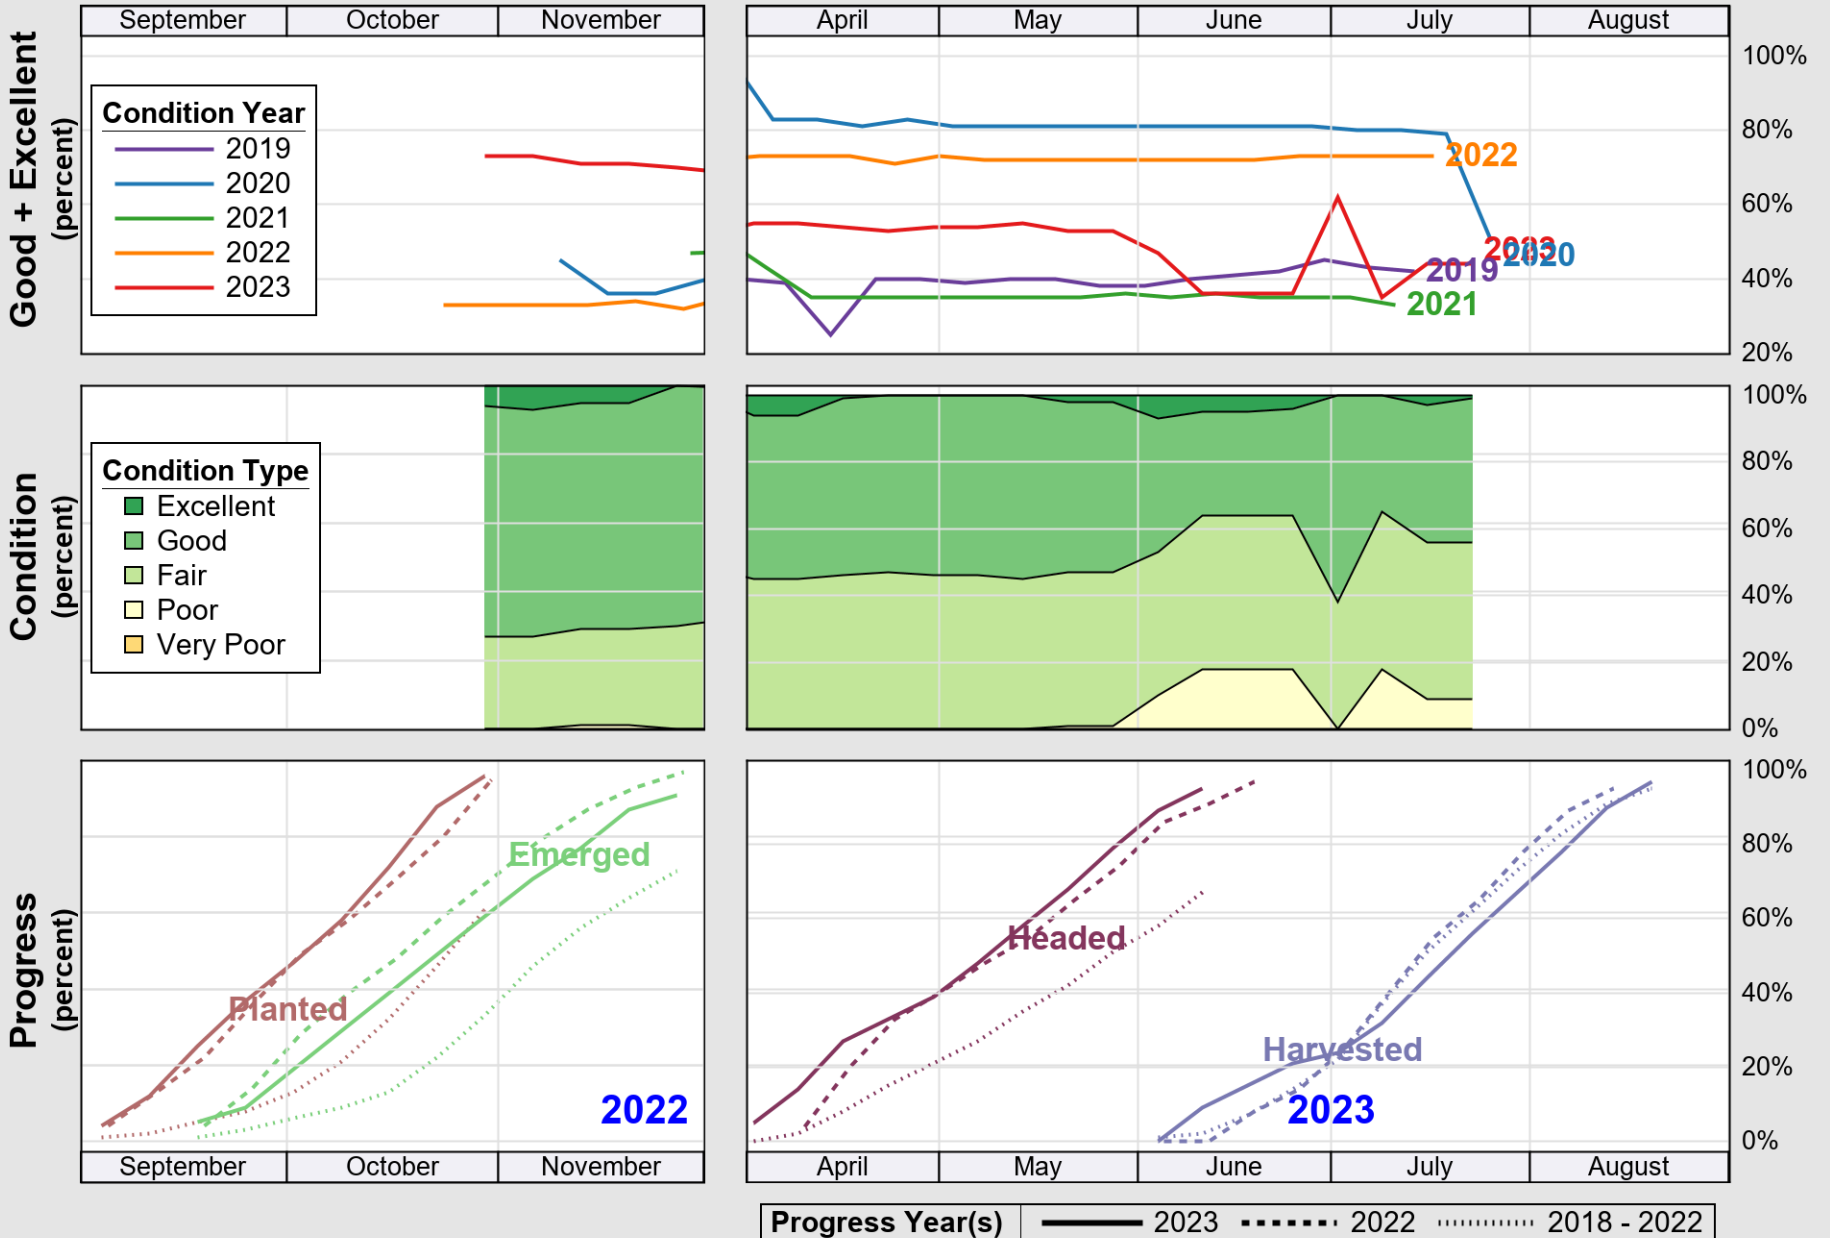 September October November April May June July August
Good + Excellent
(percent)
Condition Year
2019
2020
2021
2022
2023
100%
80%
60%
40%
20%
2022
2023
2020
2019
2021
Condition
(percent)
Condition Type
Excellent
Good
Fair
Poor
Very Poor
100%
80%
60%
40%
20%
0%
Progress
(percent)
Planted
Emerged
2022
Headed
Harvested
2023
100%
80%
60%
40%
20%
0%
September October November April May June July August
Progress Year(s) 2023 2022 2018 - 2022